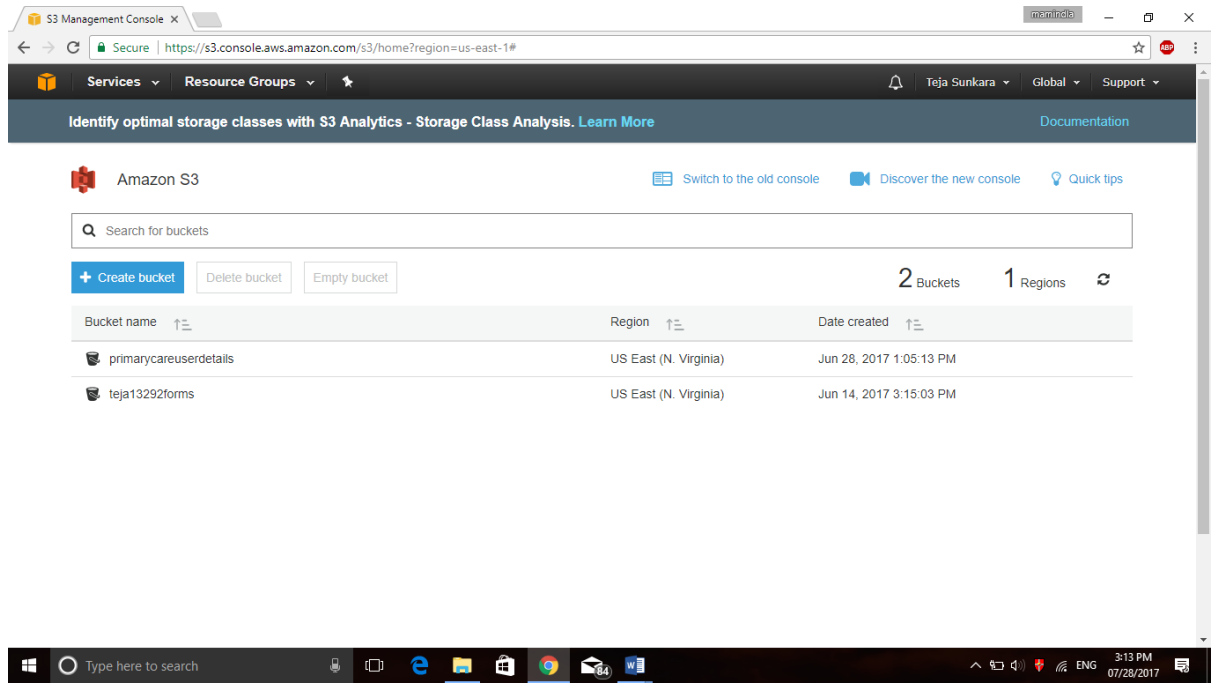 S3 Management Console
mamindla
Secure https://s3.console.aws.amazon.com/s3/home?region=us-east-1#
ABP
Services Resource Groups Teja Sunkara Global Support
Identify optimal storage classes with S3 Analytics - Storage Class Analysis. Learn More Documentation
Amazon S3 Switch to the old console Discover the new console Quick tips
Search for buckets
+ Create bucket Delete bucket Empty bucket 2 Buckets 1 Regions
Bucket name Region Date created
primarycareuserdetails US East (N. Virginia) Jun 28, 2017 1:05:13 PM
teja13292forms US East (N. Virginia) Jun 14, 2017 3:15:03 PM
Type here to search 84 ENG 3:13 PM
07/28/2017